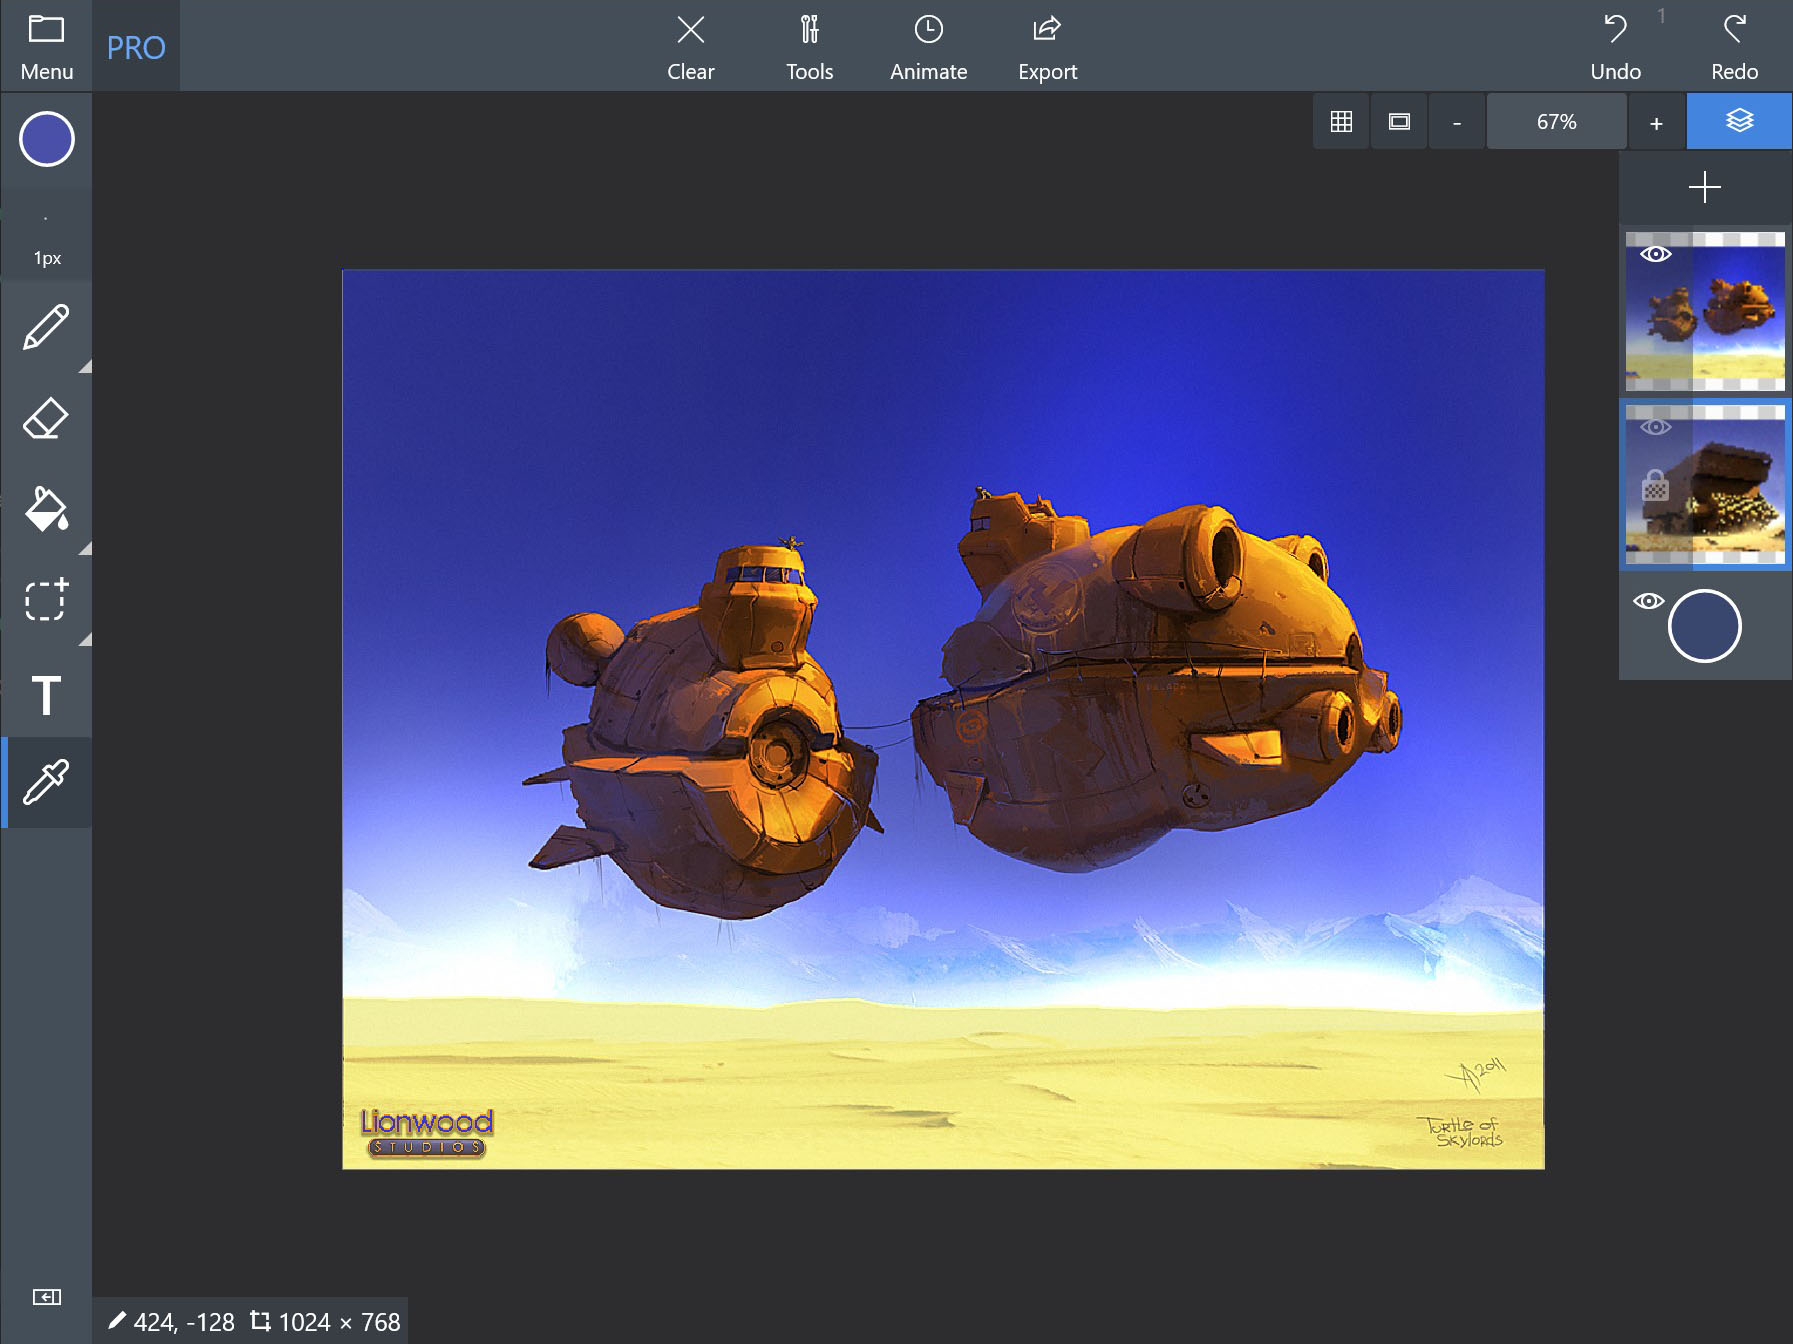 Menu
PRO
Clear
Tools
Animate
Export
Undo
1
Redo
-
67%
+
1px
T
A 2011
Turtle of
Skylords
Lionwood
STUDIOS
424, -128
1024 × 768